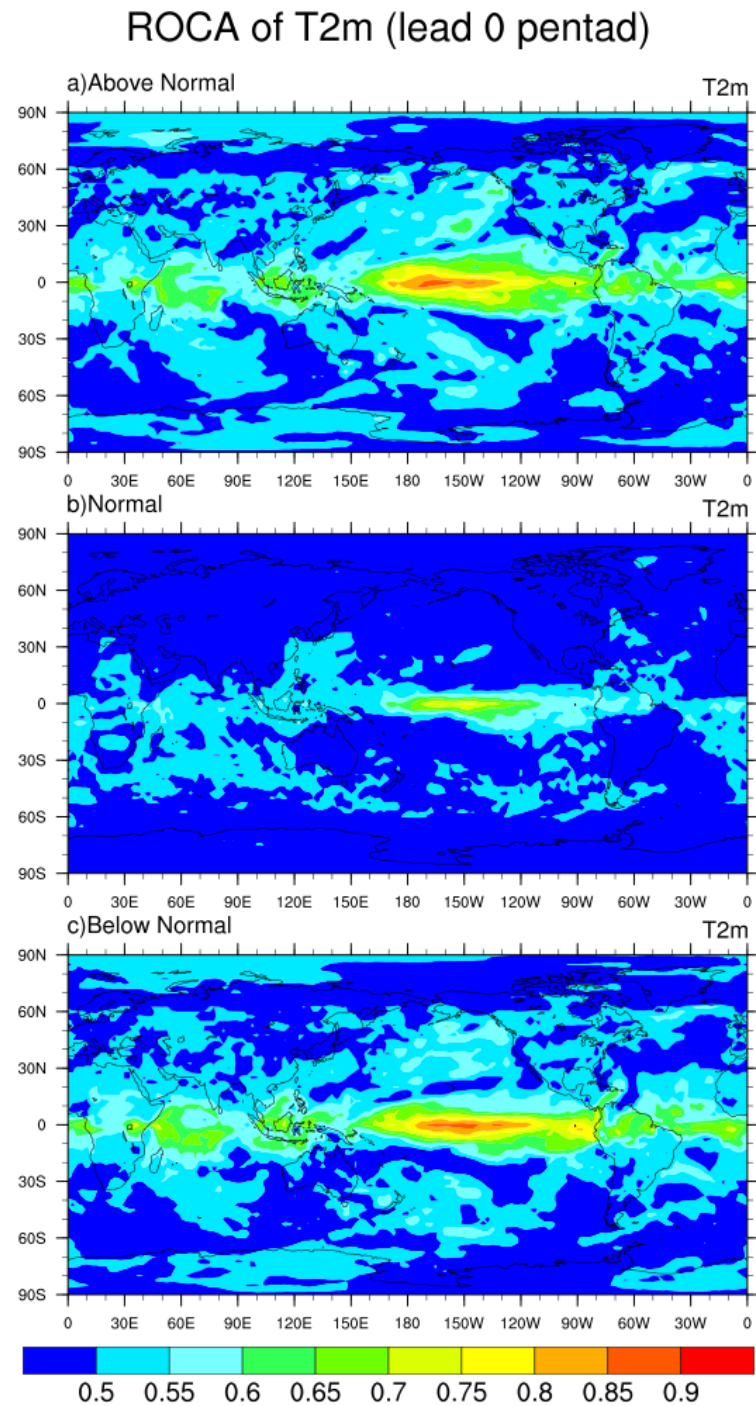 ROCA of T2m (lead 0 pentad)
a)Above Normal T2m
90N
60N
30N
0
30S
60S
90S
0 30E 60E 90E 120E 150E 180 150W 120W 90W 60W 30W 0
b)Normal T2m
90N
60N
30N
0
30S
60S
90S
0 30E 60E 90E 120E 150E 180 150W 120W 90W 60W 30W 0
c)Below Normal T2m
90N
60N
30N
0
30S
60S
90S
0 30E 60E 90E 120E 150E 180 150W 120W 90W 60W 30W 0
0.5 0.55 0.6 0.65 0.7 0.75 0.8 0.85 0.9